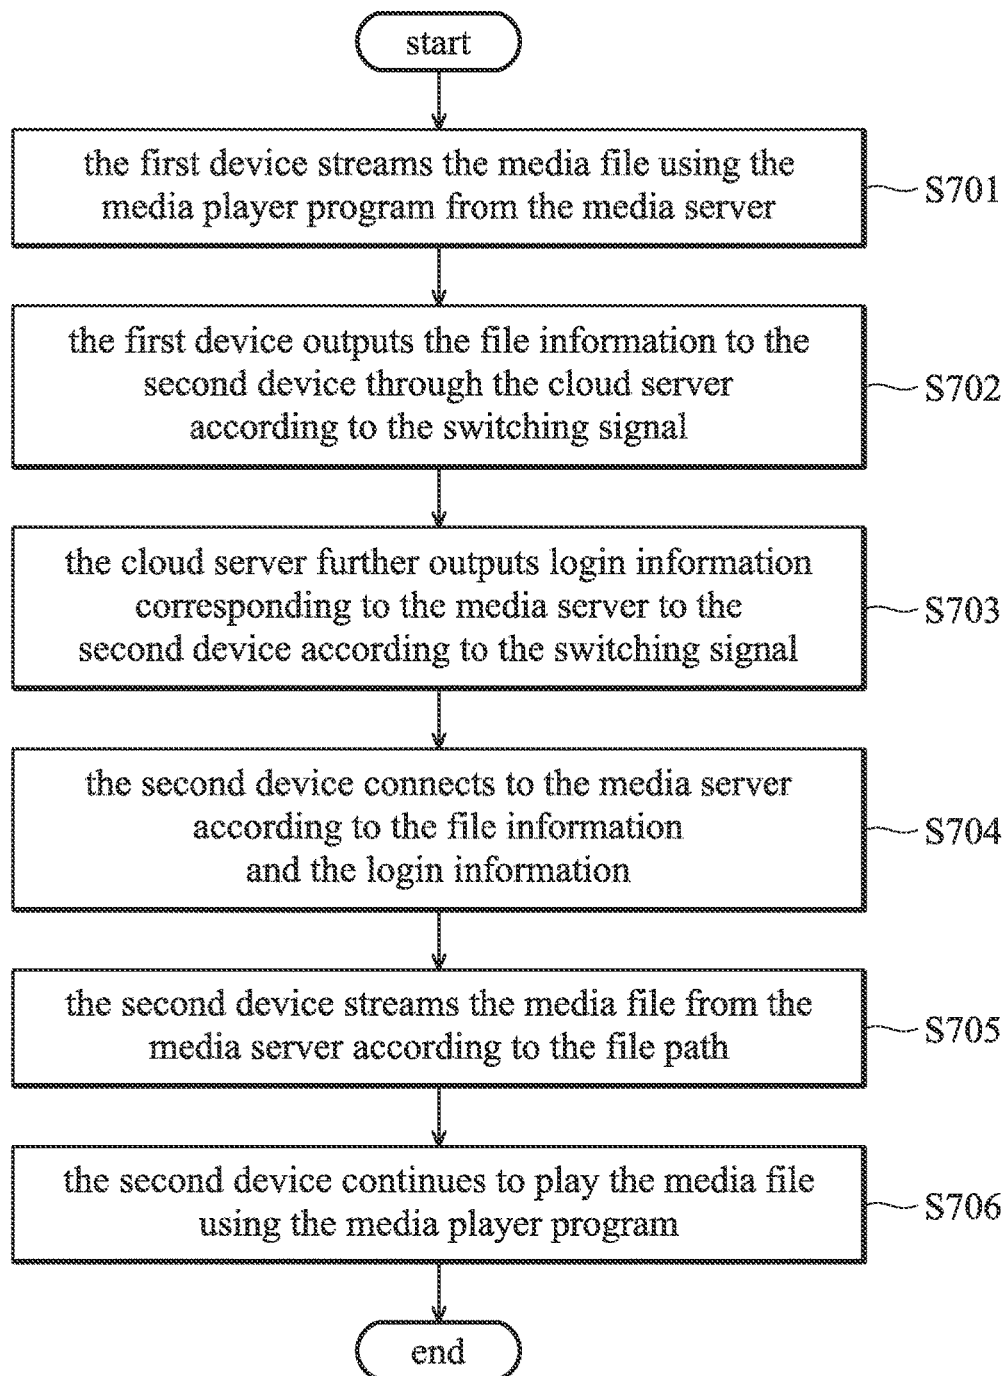 start
the first device streams the media file using the
media player program from the media server
S701
the first device outputs the file information to the
second device through the cloud server
according to the switching signal
S702
the cloud server further outputs login information
corresponding to the media server to the
second device according to the switching signal
S703
the second device connects to the media server
according to the file information
and the login information
S704
the second device streams the media file from the
media server according to the file path
S705
the second device continues to play the media file
using the media player program
S706
end